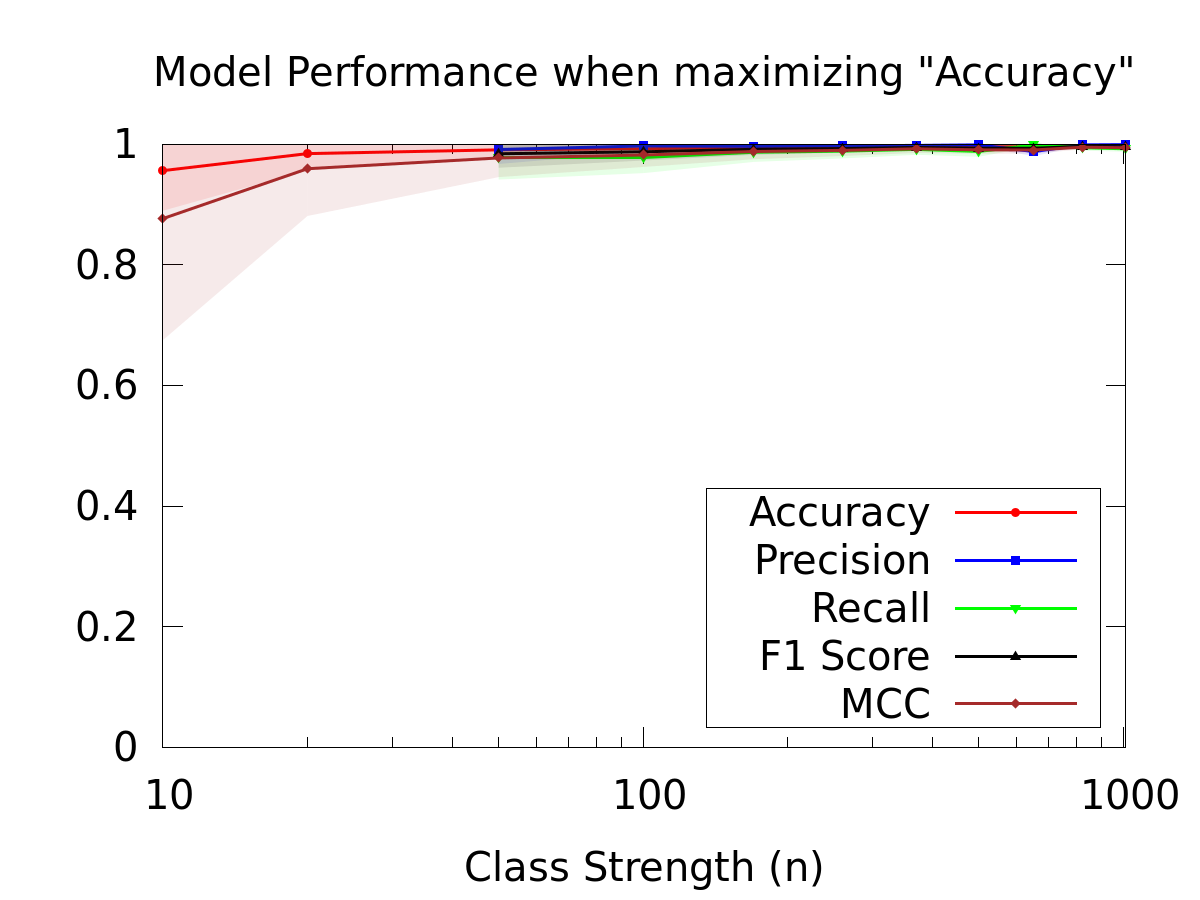 Model Performance when maximizing "Accuracy"
1
0.8
0.6
0.4
0.2
0
Accuracy
Precision
Recall
F1 Score
MCC
10 100 1000
Class Strength (n)